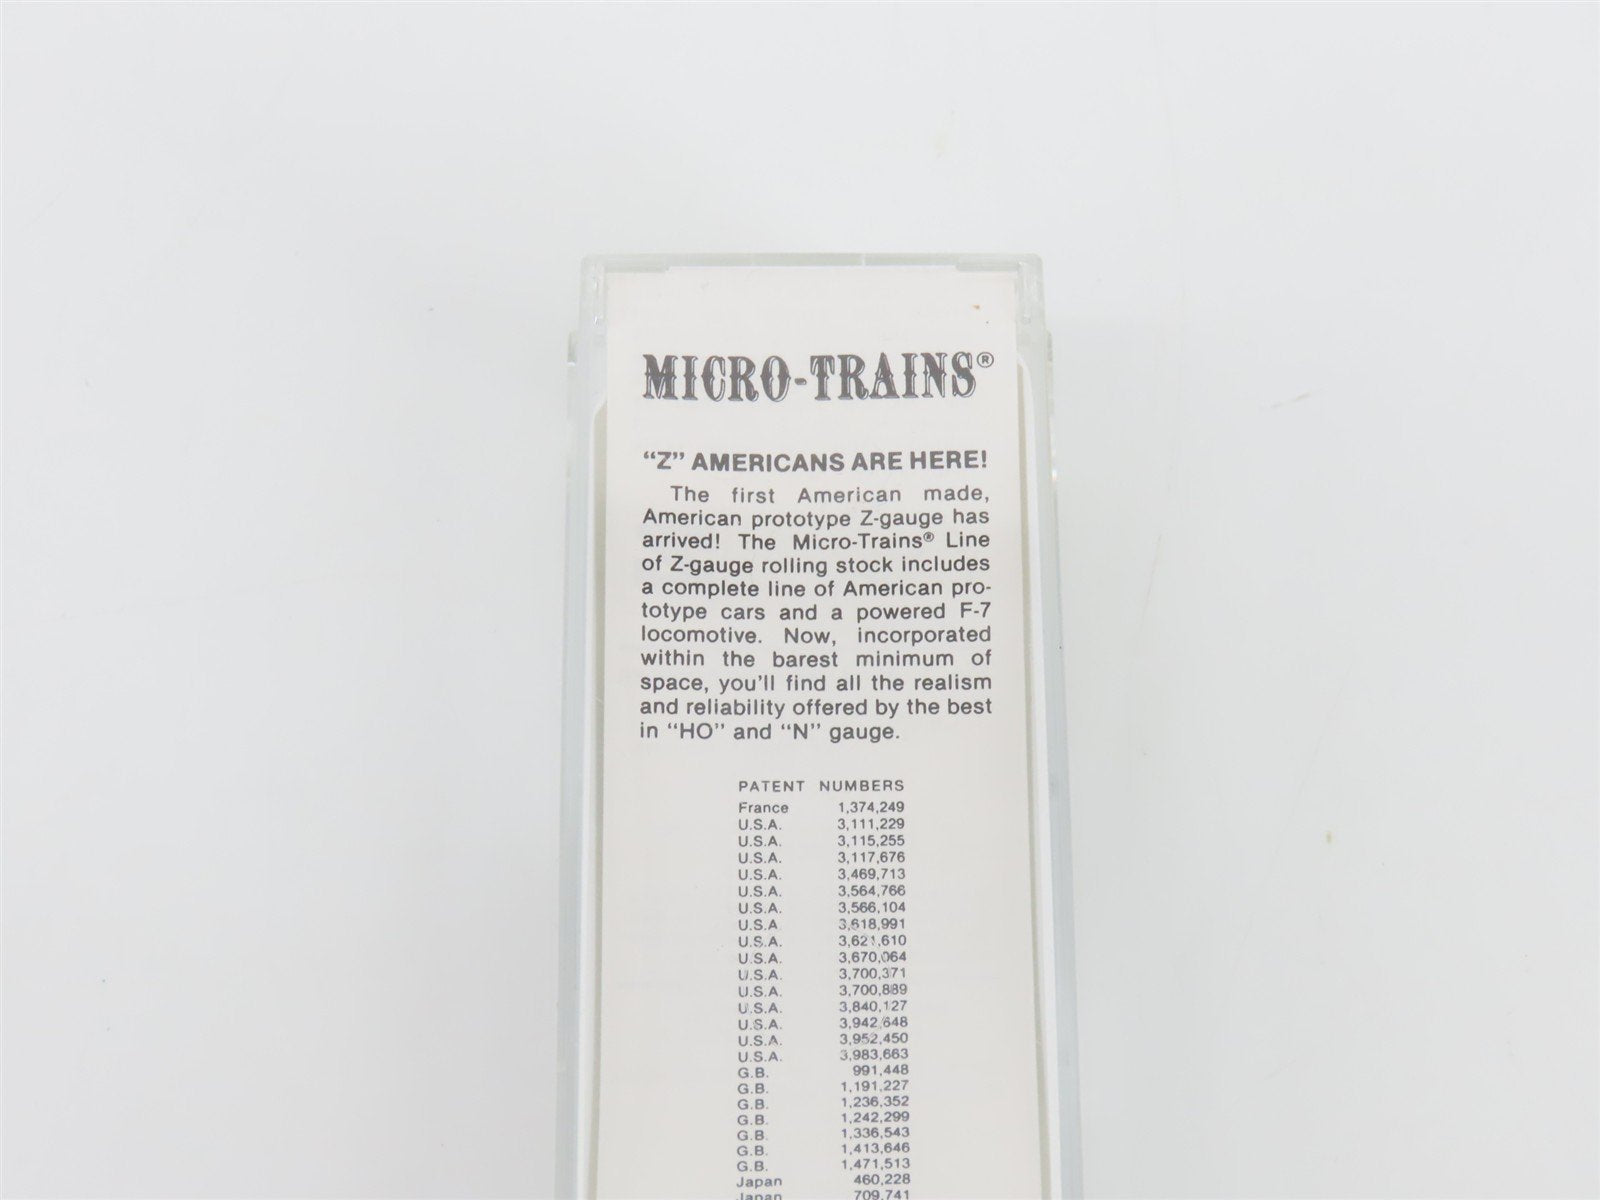 MICRO-TRAINS®
“Z” AMERICANS ARE HERE!
The first American made,
American prototype Z-gauge has
arrived! The Micro-Trains® Line
of Z-gauge rolling stock includes
a complete line of American pro-
totype cars and a powered F-7
locomotive. Now, incorporated
within the barest minimum of
space, you'll find all the realism
and reliability offered by the best
in “HO” and “N” gauge.
PATENT NUMBERS
France 1,374,249
U.S.A. 3,111,229
U.S.A. 3,115,255
U.S.A. 3,117,676
U.S.A. 3,469,713
U.S.A. 3,564,766
U.S.A. 3,566,104
U.S.A. 3,618,991
U.S.A. 3,621,610
U.S.A. 3,670,064
U.S.A. 3,700,371
U.S.A. 3,700,889
U.S.A. 3,840,127
U.S.A. 3,942,648
U.S.A. 3,952,450
U.S.A. 3,983,663
G.B. 991,448
G.B. 1,191,227
G.B. 1,236,352
G.B. 1,242,299
G.B. 1,336,543
G.B. 1,413,646
G.B. 1,471,513
Japan 460,228
Japan 709,741